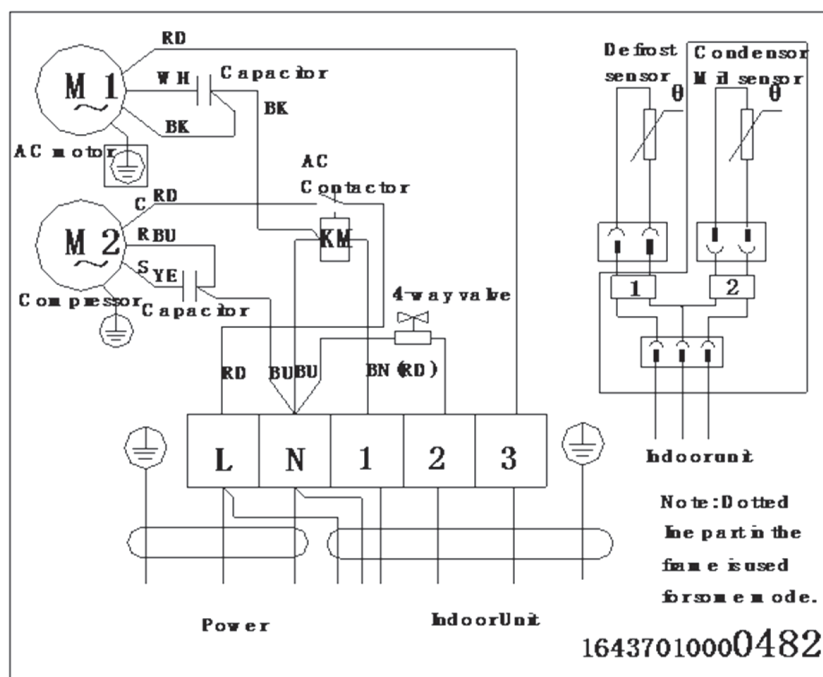 RD
M 1
WH
Capacitor
BK
BK
AC motor
AC
Contactor
C RD
R BU
M 2
S YE
KM
Compressor
Capacitor
4-way valve
RD
BU
BU
BN (RD)
L
N
1
2
3
Power
Indoor Unit
Defrost
sensor
Condensor
Mid sensor
θ
θ
1
2
Indoor unit
Note: Dotted
line part in the
frame is used
for some mode.
16437010000482